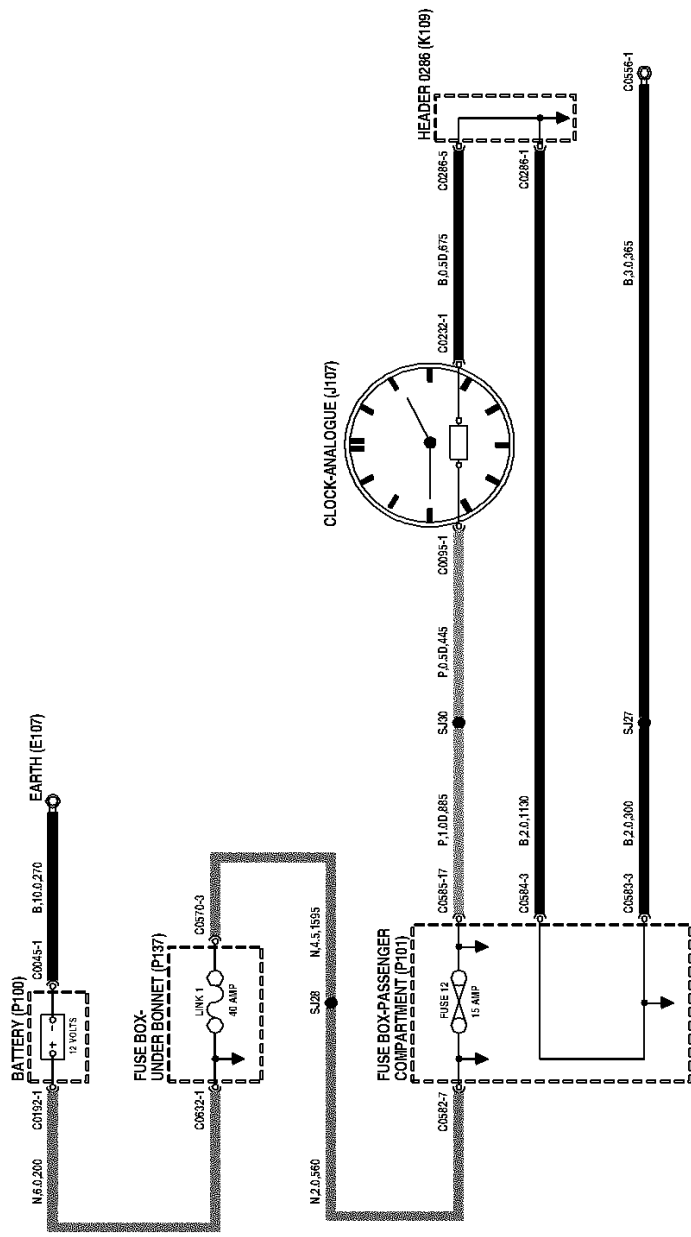 BATTERY (P100)
12 VOLTS
+ -
C0192-1
C0045-1
B,10.0,270
EARTH (E107)
N,6.0,200
FUSE BOX-
UNDER BONNET (P137)
LINK 1
40 AMP
C0632-1
C0570-3
N,4.5,1595
SJ28
N,2.0,560
FUSE BOX-PASSENGER
COMPARTMENT (P101)
FUSE 12
15 AMP
C0582-7
C0585-17
P,1.0D,885
SJ30
P,0.5D,445
C0095-1
CLOCK-ANALOGUE (J107)
C0232-1
B,0.5D,675
C0286-5
HEADER 0286 (K109)
C0584-3
B,2.0,1130
C0286-1
C0583-3
B,2.0,300
SJ27
B,3.0,365
C0556-1